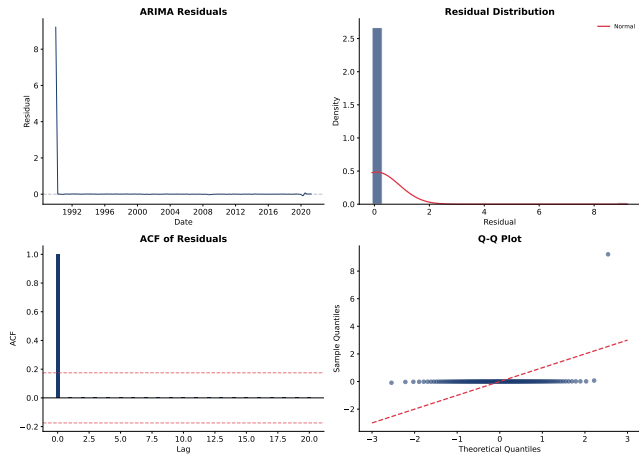 ARIMA Residuals
8
6
4
2
0
Residual
1992 1996 2000 2004 2008 2012 2016 2020
Date
Residual Distribution
Normal
2.5
2.0
1.5
1.0
0.5
0.0
Density
0 2 4 6 8
Residual
ACF of Residuals
1.0
0.8
0.6
0.4
0.2
0.0
−0.2
ACF
0.0 2.5 5.0 7.5 10.0 12.5 15.0 17.5 20.0
Lag
Q-Q Plot
8
6
4
2
0
−2
Sample Quantiles
−3 −2 −1 0 1 2 3
Theoretical Quantiles